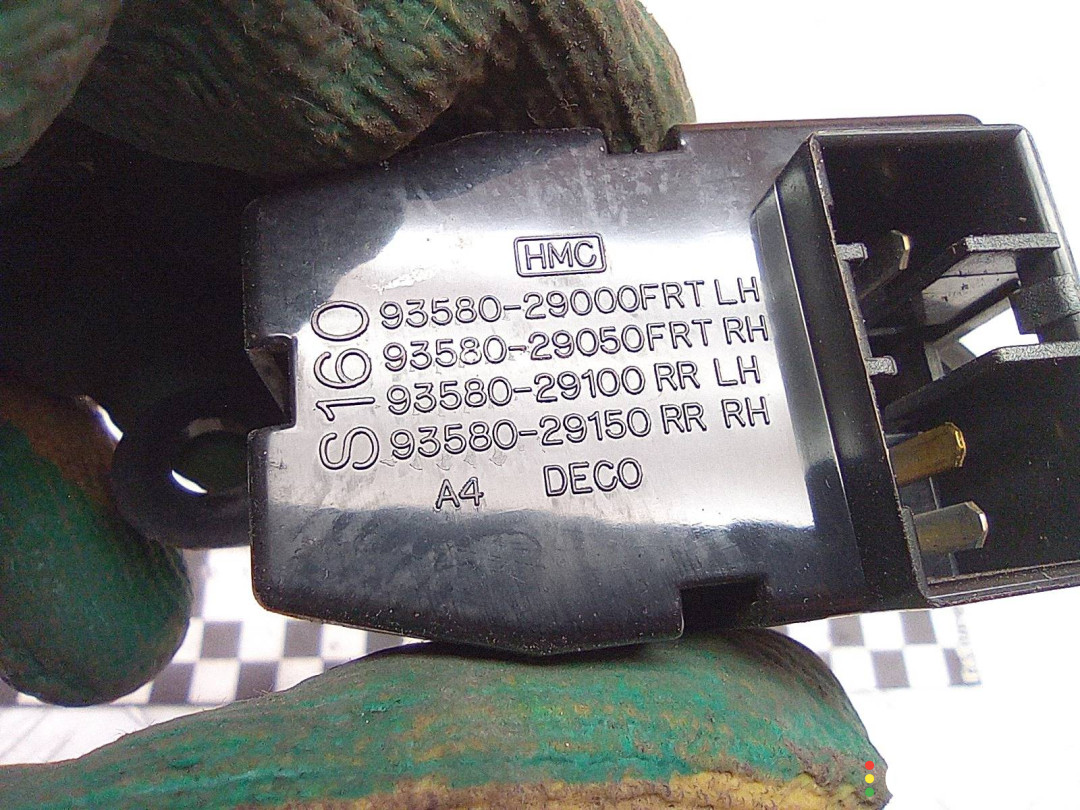 HMC
93580-29000FRT LH
93580-29050FRT RH
93580-29100 RR LH
93580-29150 RR RH
S160
A4 DECO